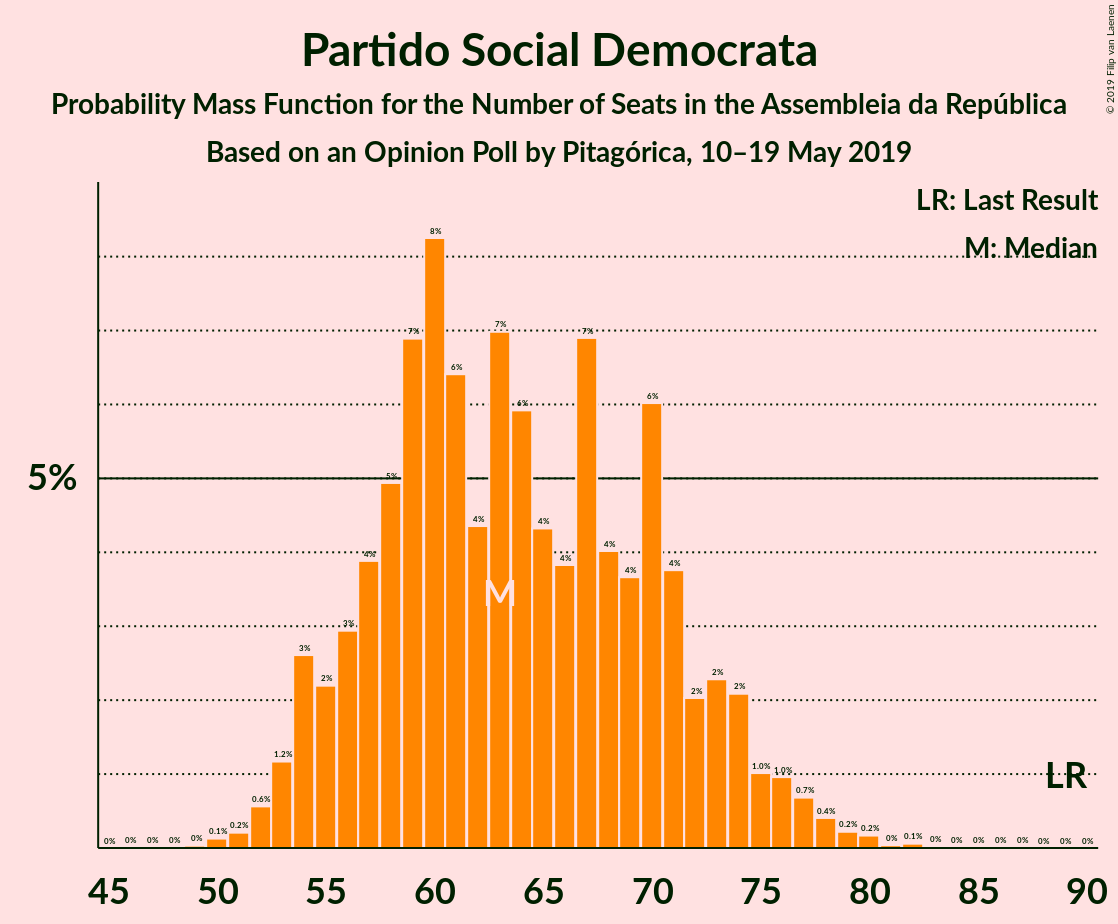 Partido Social Democrata
Probability Mass Function for the Number of Seats in the Assembleia da República
Based on an Opinion Poll by Pitagórica, 10–19 May 2019
© 2019 Filip van Laenen
LR: Last Result
M: Median
5%
0% 0% 0% 0% 0% 0.1% 0.2% 0.6% 1.2% 3% 2% 3% 4% 5% 7% 8% 6% 4% 7% 6% 4% 4% 7% 4% 4% 6% 4% 2% 2% 2% 1.0% 1.0% 0.7% 0.4% 0.2% 0.2% 0% 0.1% 0% 0% 0% 0% 0% 0% 0% 0%
M
LR
45 50 55 60 65 70 75 80 85 90